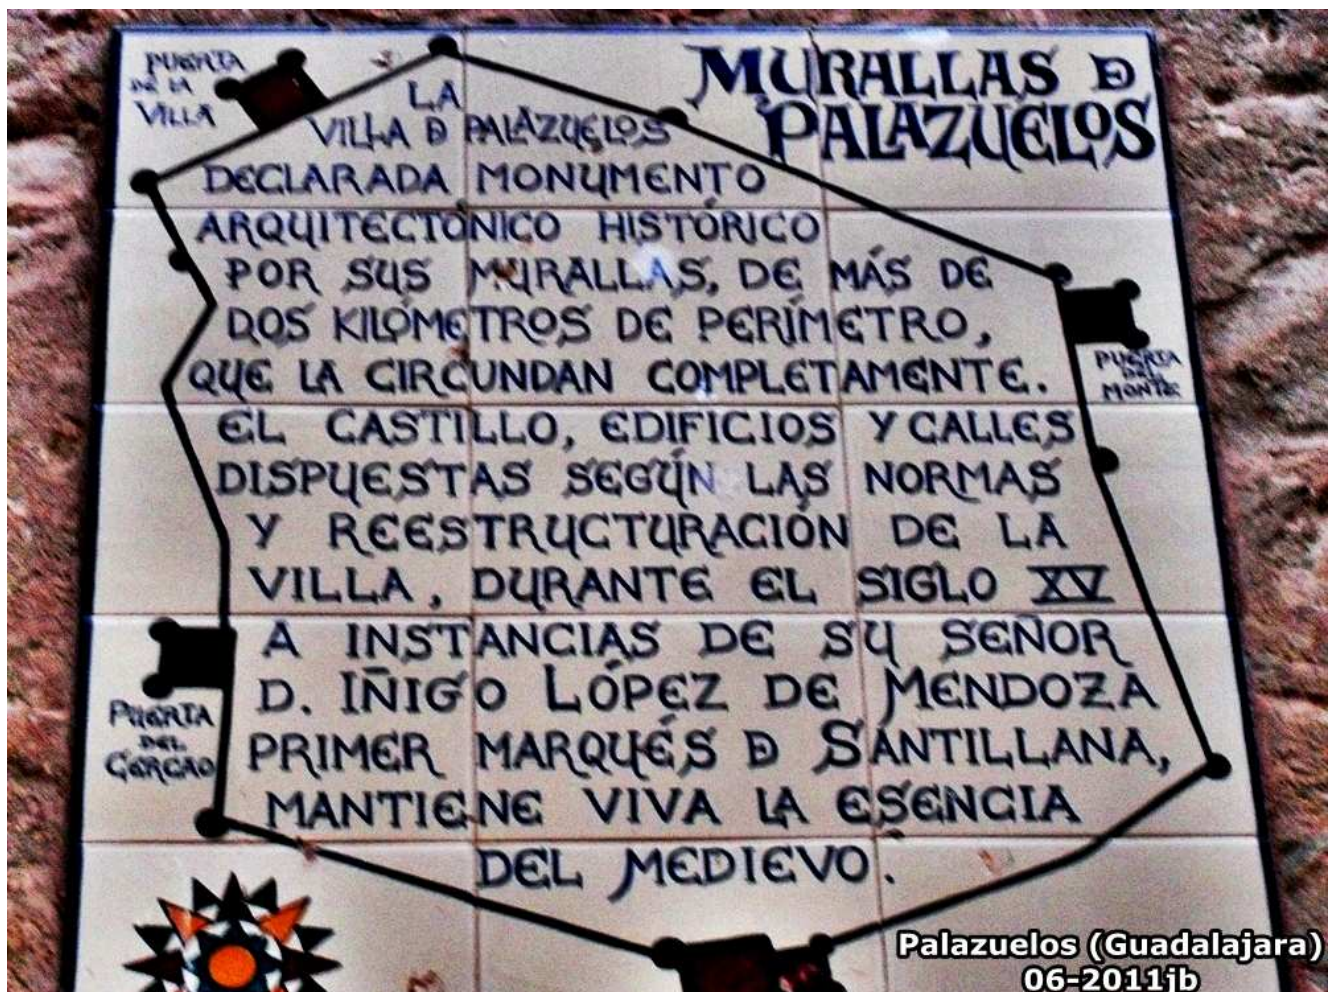 MURALLAS D
PALAZUELOS
PUERTA
DE LA
VILLA
LA
VILLA D PALAZUELOS
DECLARADA MONUMENTO
ARQUITECTÓNICO HISTÓRICO
POR SUS MURALLAS, DE MÁS DE
DOS KILÓMETROS DE PERÍMETRO,
QUE LA CIRCUNDAN COMPLETAMENTE.
EL CASTILLO, EDIFICIOS Y CALLES
DISPUESTAS SEGÚN LAS NORMAS
Y REESTRUCTURACIÓN DE LA
VILLA, DURANTE EL SIGLO XV
A INSTANCIAS DE SU SEÑOR
D. IÑIGO LÓPEZ DE MENDOZA
PRIMER MARQUÉS D SANTILLANA,
MANTIENE VIVA LA ESENCIA
DEL MEDIEVO.
PUERTA
DEL
MONTE
PUERTA
DEL
CERCAO
Palazuelos (Guadalajara)
06-2011jb